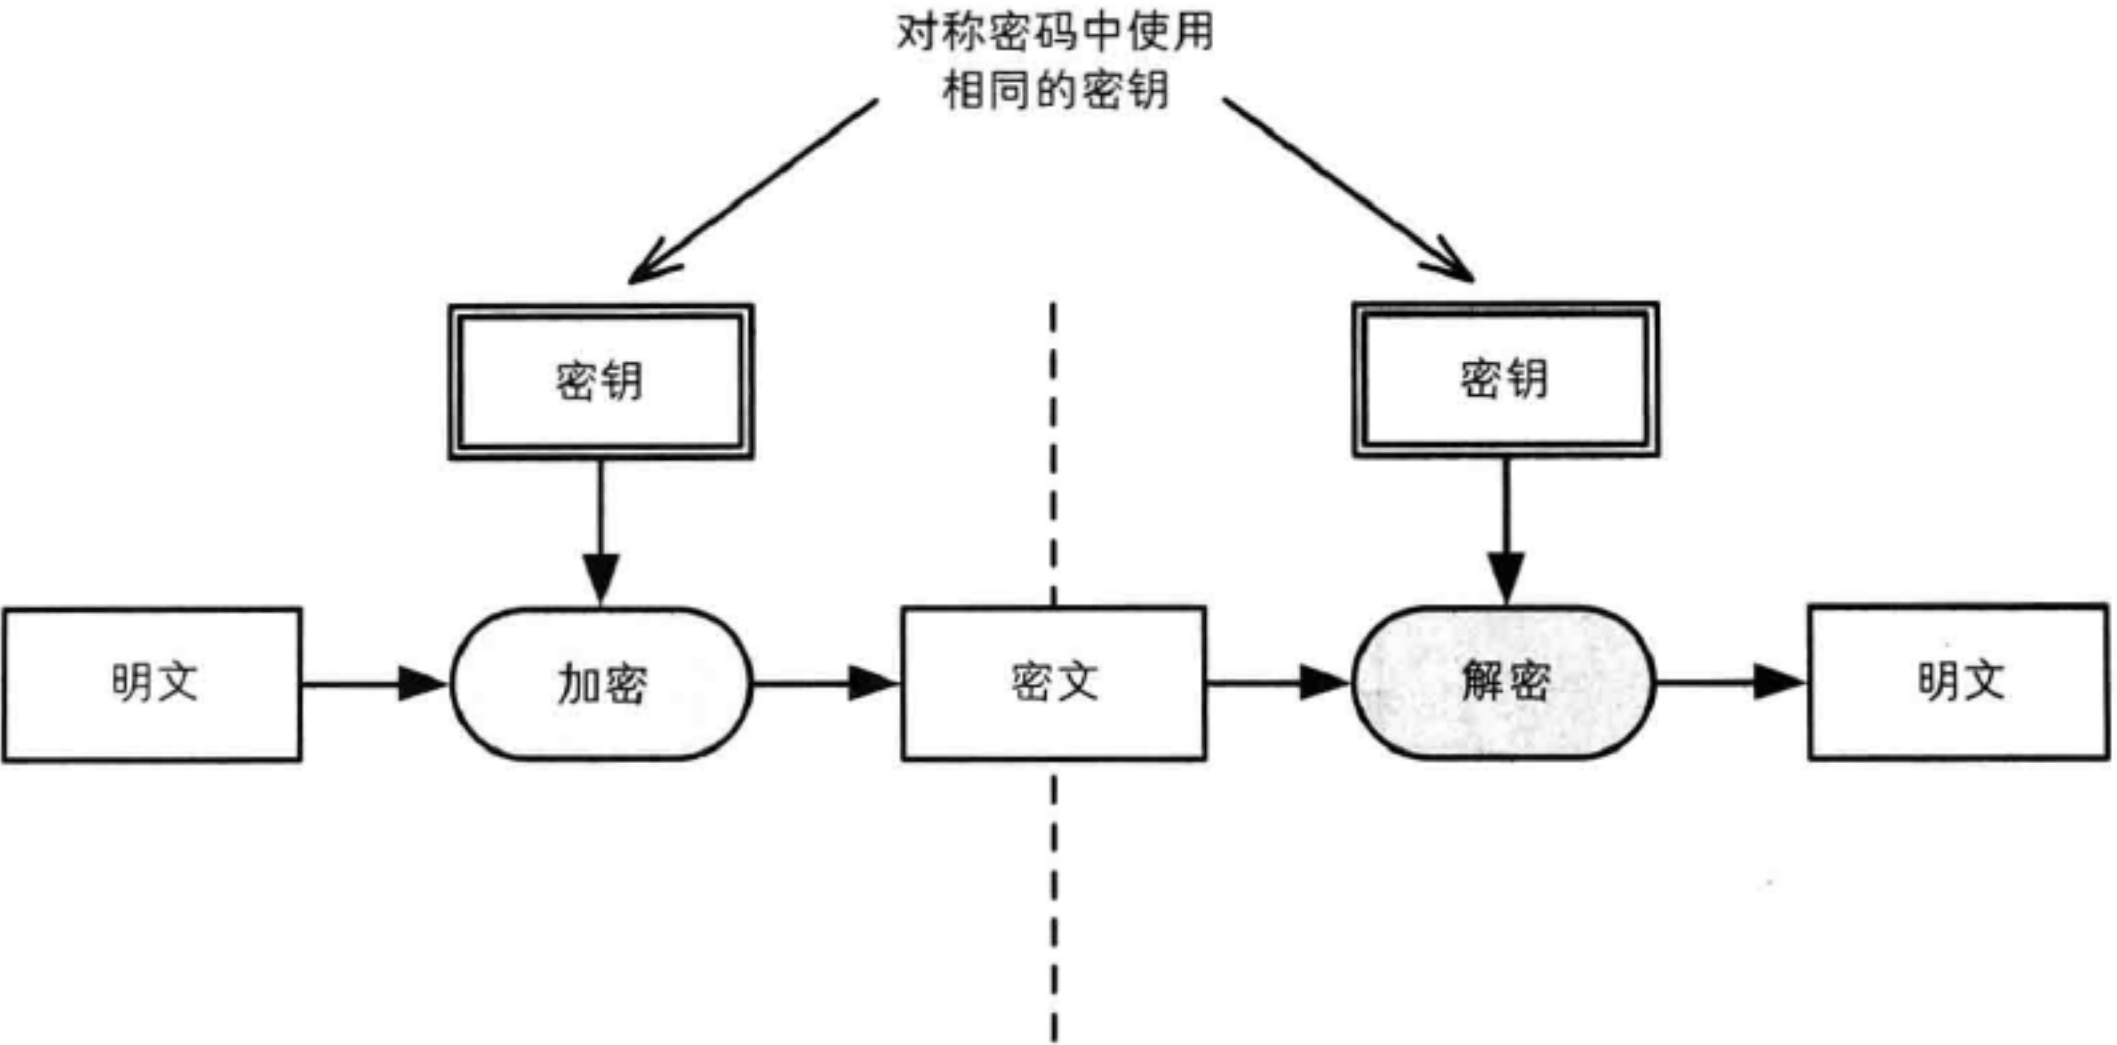 对称密码中使用
相同的密钥
密钥
密钥
明文
加密
密文
解密
明文